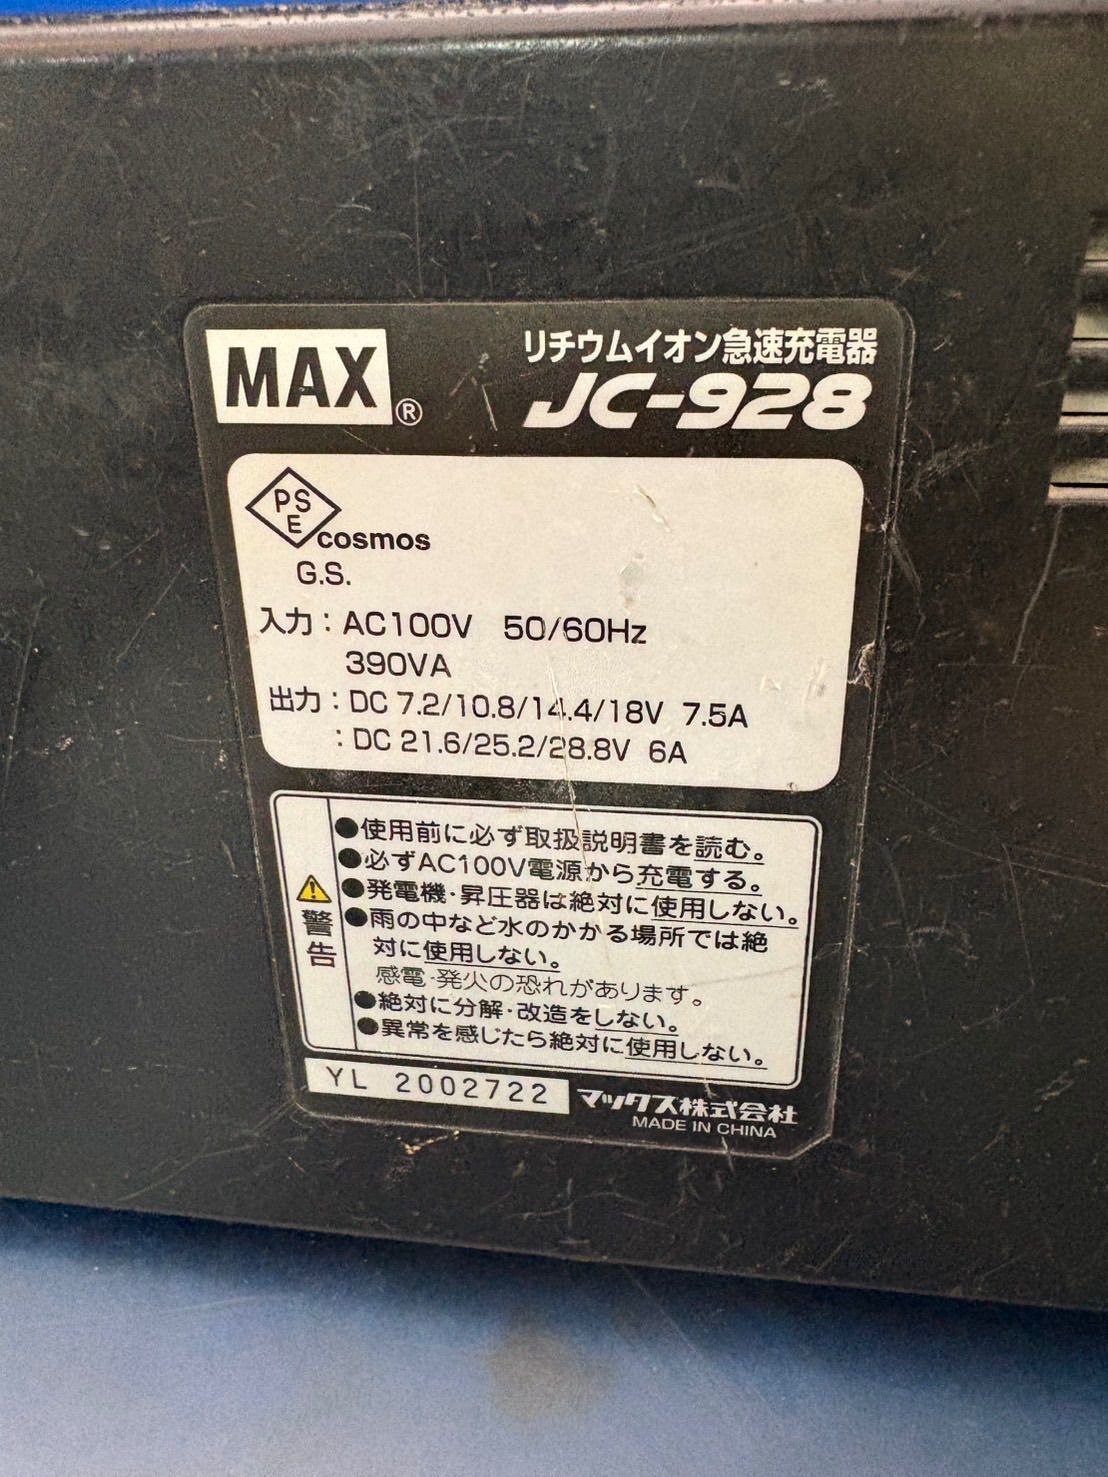 MAX®
リチウムイオン急速充電器
JC-928
PSE
cosmos
G.S.
入力：AC100V 50/60Hz
390VA
出力：DC 7.2/10.8/14.4/18V 7.5A
：DC 21.6/25.2/28.8V 6A
警告
●使用前に必ず取扱説明書を読む。
●必ずAC100V電源から充電する。
●発電機・昇圧器は絶対に使用しない。
●雨の中など水のかかる場所では絶
対に使用しない。
感電・発火の恐れがあります。
●絶対に分解・改造をしない。
●異常を感じたら絶対に使用しない。
YL 2002722
マックス株式会社
MADE IN CHINA